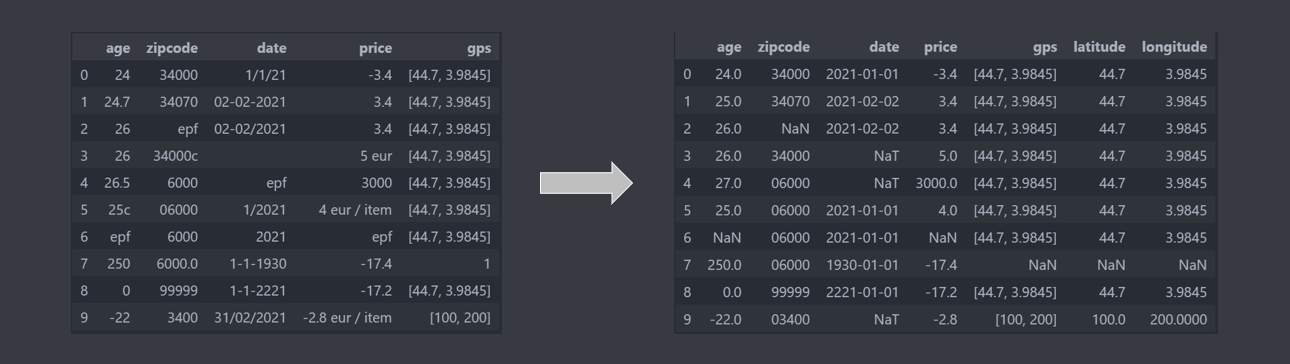 age zipcode date price gps
0 24 34000 1/1/21 -3.4 [44.7, 3.9845]
1 24.7 34070 02-02-2021 3.4 [44.7, 3.9845]
2 26 epf 02-02/2021 3.4 [44.7, 3.9845]
3 26 34000c 5 eur [44.7, 3.9845]
4 26.5 6000 epf 3000 [44.7, 3.9845]
5 25c 06000 1/2021 4 eur / item [44.7, 3.9845]
6 epf 6000 2021 epf [44.7, 3.9845]
7 250 6000.0 1-1-1930 -17.4 1
8 0 99999 1-1-2221 -17.2 [44.7, 3.9845]
9 -22 3400 31/02/2021 -2.8 eur / item [100, 200]
age zipcode date price gps latitude longitude
0 24.0 34000 2021-01-01 -3.4 [44.7, 3.9845] 44.7 3.9845
1 25.0 34070 2021-02-02 3.4 [44.7, 3.9845] 44.7 3.9845
2 26.0 NaN 2021-02-02 3.4 [44.7, 3.9845] 44.7 3.9845
3 26.0 34000 NaT 5.0 [44.7, 3.9845] 44.7 3.9845
4 27.0 06000 NaT 3000.0 [44.7, 3.9845] 44.7 3.9845
5 25.0 06000 2021-01-01 4.0 [44.7, 3.9845] 44.7 3.9845
6 NaN 06000 2021-01-01 NaN [44.7, 3.9845] 44.7 3.9845
7 250.0 06000 1930-01-01 -17.4 NaN NaN NaN
8 0.0 99999 2221-01-01 -17.2 [44.7, 3.9845] 44.7 3.9845
9 -22.0 03400 NaT -2.8 [100, 200] 100.0 200.0000